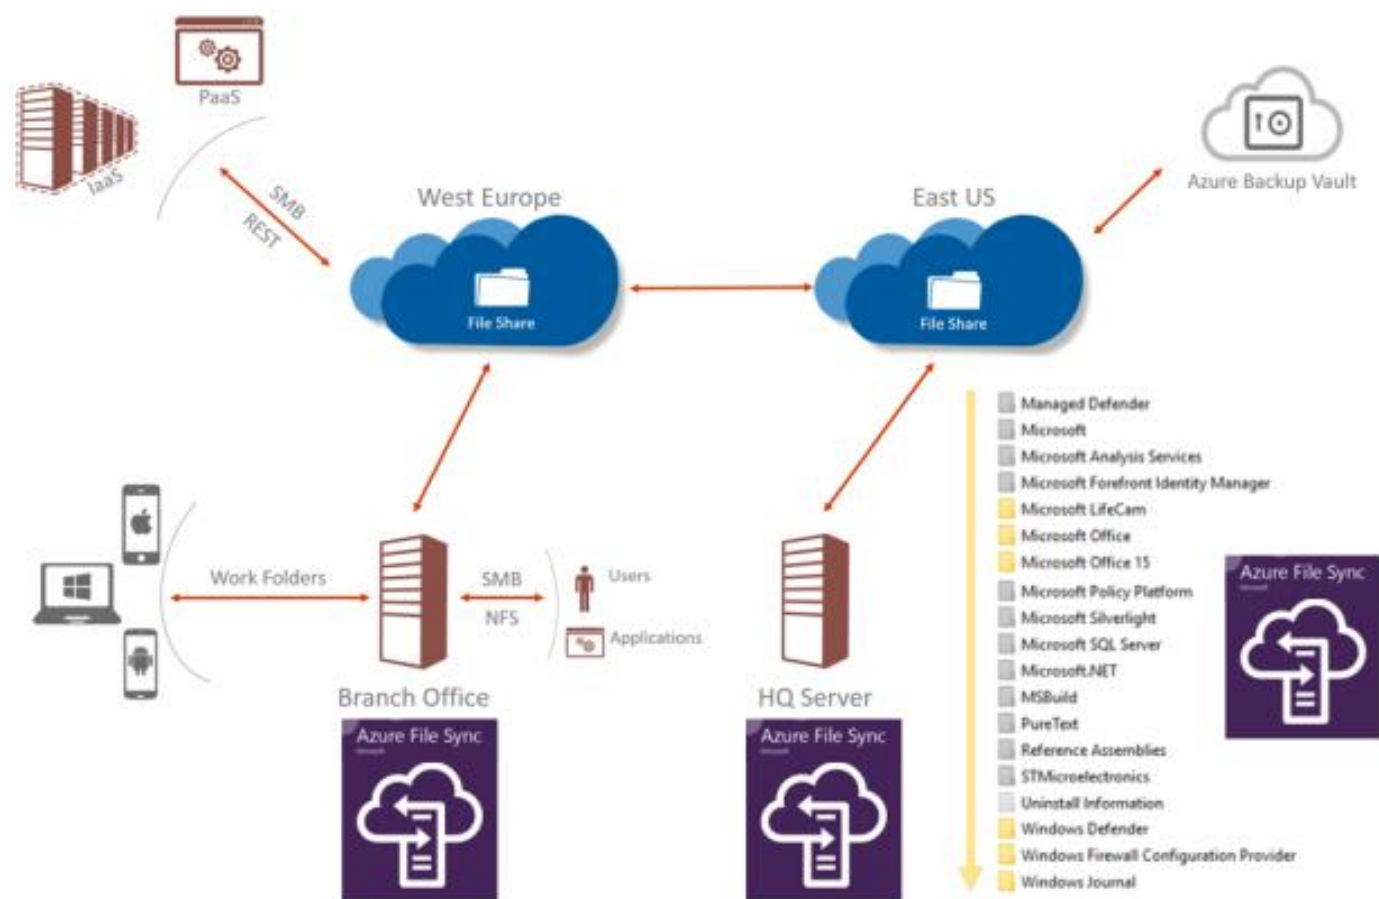 PaaS
IaaS
SMB
REST
West Europe
File Share
East US
File Share
Azure Backup Vault
Work Folders
SMB
NFS
Users
Applications
Branch Office
Azure File Sync
HQ Server
Azure File Sync
Managed Defender
Microsoft
Microsoft Analysis Services
Microsoft Forefront Identity Manager
Microsoft LifeCam
Microsoft Office
Microsoft Office 15
Microsoft Policy Platform
Microsoft Silverlight
Microsoft SQL Server
Microsoft.NET
MSBuild
PureText
Reference Assemblies
STMicroelectronics
Uninstall Information
Windows Defender
Windows Firewall Configuration Provider
Windows Journal
Azure File Sync